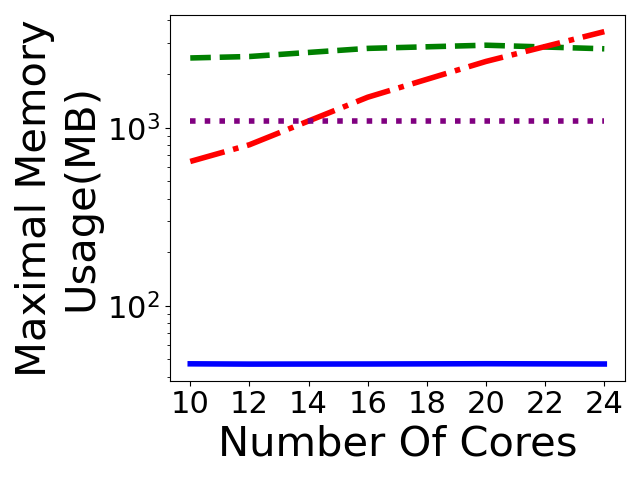 Maximal Memory
Usage(MB)
10³
10²
10 12 14 16 18 20 22 24
Number Of Cores